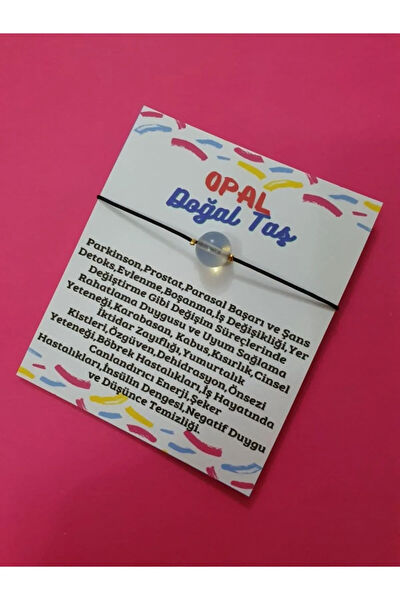 OPAL
Doğal Taş
Parkinson,Prostat,Parasal Başarı ve Şans
Detoks,Evlenme,Boşanma,İş Değişikliği,Yer
Değiştirme Gibi Değişim Süreçlerinde
Rahatlama Duygusu ve Uyum Sağlama
Yeteneği,Karabasan, Kabus,Kısırlık,Cinsel
İktidar Zayıflığı,Yumurtalık
Kistleri,Özgüven,Dehidrasyon,Önsezi
Yeteneği,Böbrek Hastalıkları,İş Hayatında
Canlandırıcı Enerji,Şeker
Hastalıkları,İnsülin Dengesi,Negatif Duygu
ve Düşünce Temizliği.